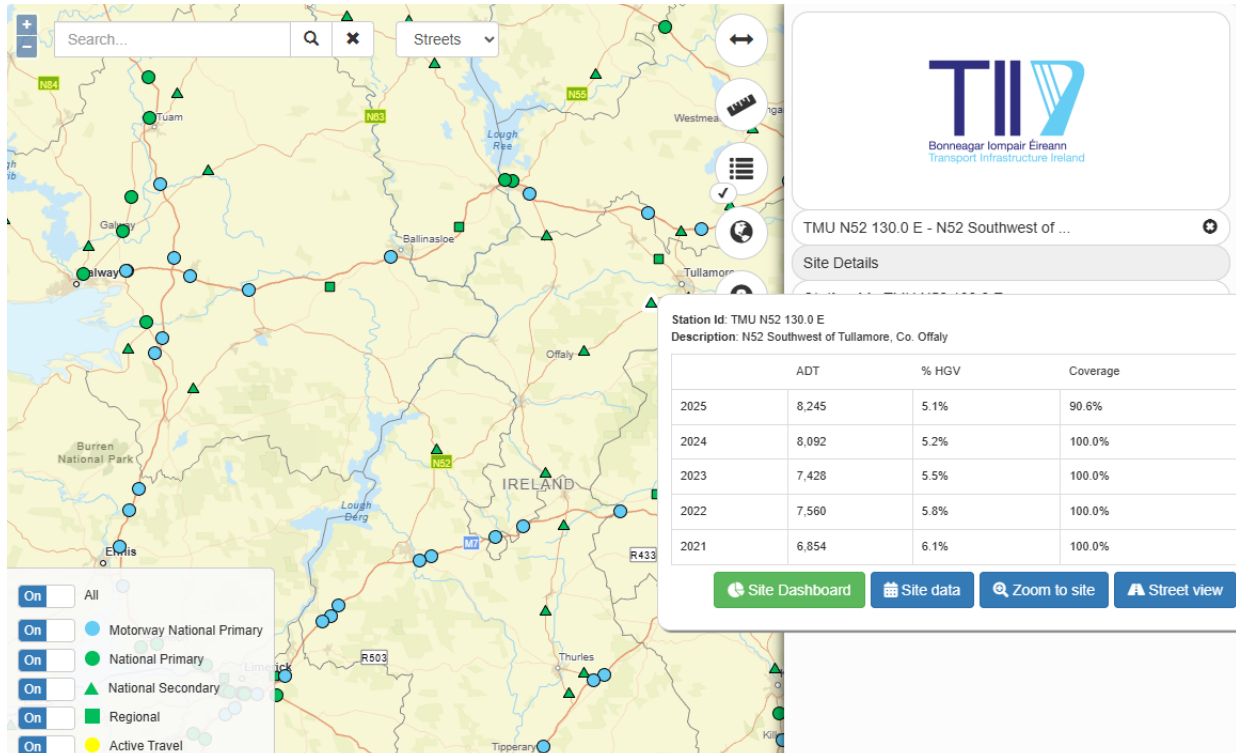 +
−
Search...
Streets
N84
Tuam
N63
N55
Westmea
Lough
Ree
gh
rib
Galway
Ballinasloe
alway
Tullamore
Offaly
Burren
National Park
N52
IRELAND
Lough
Derg
M7
Ennis
R433
R503
Thurles
Limerick
Tipperary
Kil
On All
On Motorway National Primary
On National Primary
On National Secondary
On Regional
On Active Travel
TII
Bonneagar Iompair Éireann
Transport Infrastructure Ireland
TMU N52 130.0 E - N52 Southwest of ...
Site Details
Station Id: TMU N52 130.0 E
Description: N52 Southwest of Tullamore, Co. Offaly
ADT % HGV Coverage
2025 8,245 5.1% 90.6%
2024 8,092 5.2% 100.0%
2023 7,428 5.5% 100.0%
2022 7,560 5.8% 100.0%
2021 6,854 6.1% 100.0%
Site Dashboard Site data Zoom to site Street view